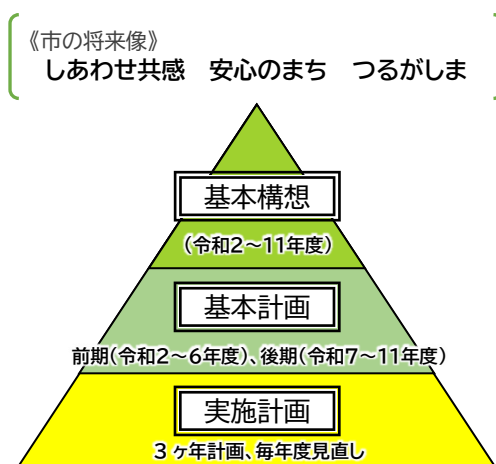 《市の将来像》
しあわせ共感　安心のまち　つるがしま
基本構想
（令和2～11年度）
基本計画
前期（令和2～6年度）、後期（令和7～11年度）
実施計画
３ヶ年計画、毎年度見直し